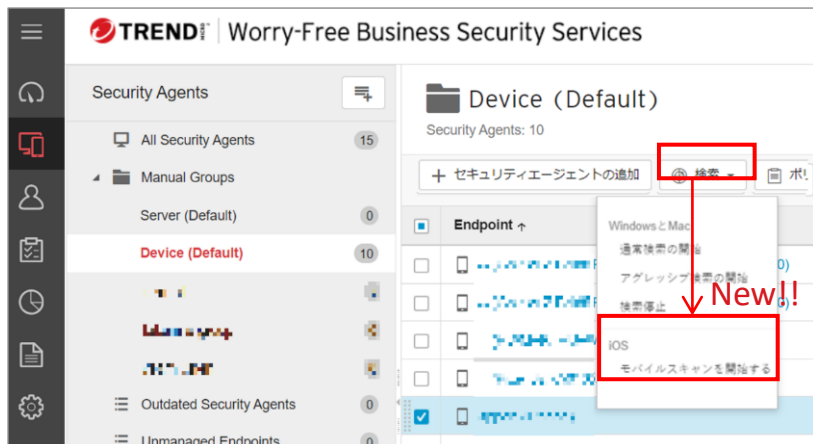 TREND MICRO Worry-Free Business Security Services
Security Agents
All Security Agents 15
Manual Groups
Server (Default) 0
Device (Default) 10
Outdated Security Agents 0
Unmanaged Endpoints 0
Device (Default)
Security Agents: 10
+ セキュリティエージェントの追加 検索 ポリ
Endpoint ↑
WindowsとMac
通常検索の開始
アグレッシブ検索の開始
検索停止
New!!
iOS
モバイルスキャンを開始する
0)
)